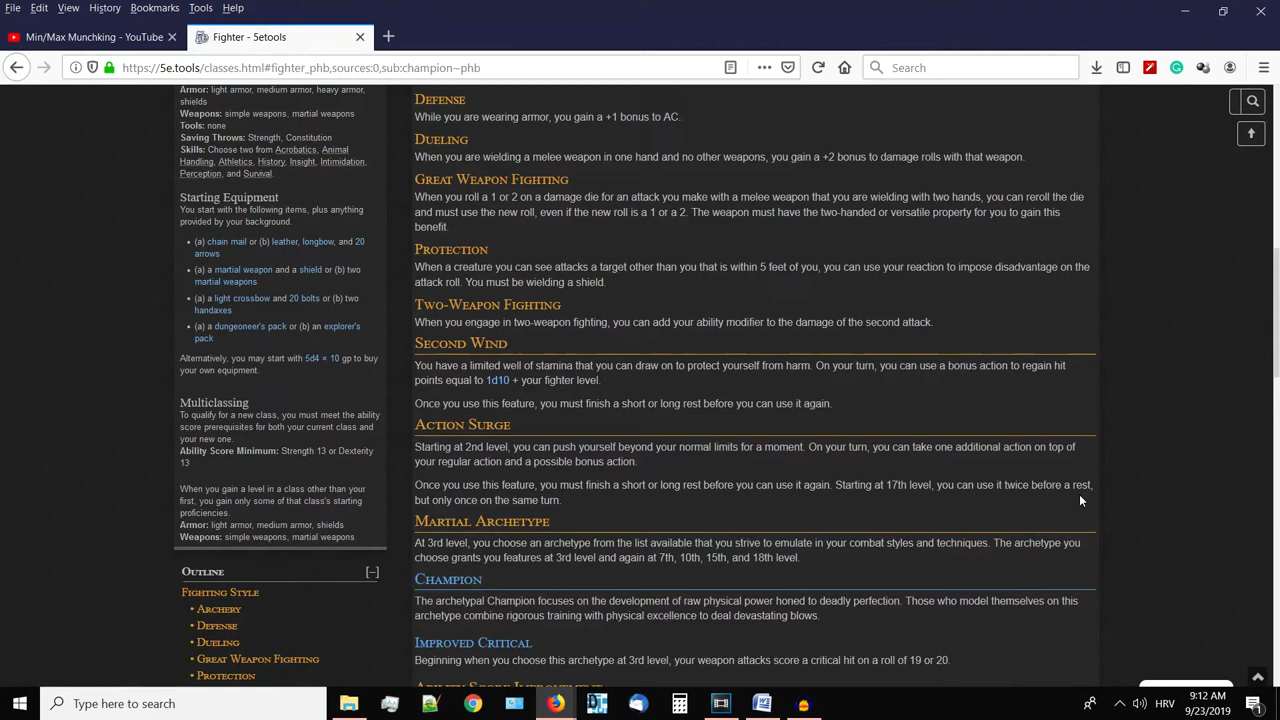 File Edit View History Bookmarks Tools Help
Min/Max Munchking - YouTube
Fighter - 5etools
https://5e.tools/classes.html#fighter_phb,sources:0,sub:champion~phb
Search
Armor: light armor, medium armor, heavy armor,
shields
Weapons: simple weapons, martial weapons
Tools: none
Saving Throws: Strength, Constitution
Skills: Choose two from Acrobatics, Animal
Handling, Athletics, History, Insight, Intimidation,
Perception, and Survival.
Starting Equipment
You start with the following items, plus anything
provided by your background.
• (a) chain mail or (b) leather, longbow, and 20
arrows
• (a) a martial weapon and a shield or (b) two
martial weapons
• (a) a light crossbow and 20 bolts or (b) two
handaxes
• (a) a dungeoneer's pack or (b) an explorer's
pack
Alternatively, you may start with 5d4 × 10 gp to buy
your own equipment.
Multiclassing
To qualify for a new class, you must meet the ability
score prerequisites for both your current class and
your new one.
Ability Score Minimum: Strength 13 or Dexterity
13
When you gain a level in a class other than your
first, you gain only some of that class's starting
proficiencies.
Armor: light armor, medium armor, shields
Weapons: simple weapons, martial weapons
Outline [–]
Fighting Style
• Archery
• Defense
• Dueling
• Great Weapon Fighting
• Protection
Defense
While you are wearing armor, you gain a +1 bonus to AC.
Dueling
When you are wielding a melee weapon in one hand and no other weapons, you gain a +2 bonus to damage rolls with that weapon.
Great Weapon Fighting
When you roll a 1 or 2 on a damage die for an attack you make with a melee weapon that you are wielding with two hands, you can reroll the die
and must use the new roll, even if the new roll is a 1 or a 2. The weapon must have the two-handed or versatile property for you to gain this
benefit.
Protection
When a creature you can see attacks a target other than you that is within 5 feet of you, you can use your reaction to impose disadvantage on the
attack roll. You must be wielding a shield.
Two-Weapon Fighting
When you engage in two-weapon fighting, you can add your ability modifier to the damage of the second attack.
Second Wind
You have a limited well of stamina that you can draw on to protect yourself from harm. On your turn, you can use a bonus action to regain hit
points equal to 1d10 + your fighter level.
Once you use this feature, you must finish a short or long rest before you can use it again.
Action Surge
Starting at 2nd level, you can push yourself beyond your normal limits for a moment. On your turn, you can take one additional action on top of
your regular action and a possible bonus action.
Once you use this feature, you must finish a short or long rest before you can use it again. Starting at 17th level, you can use it twice before a rest,
but only once on the same turn.
Martial Archetype
At 3rd level, you choose an archetype from the list available that you strive to emulate in your combat styles and techniques. The archetype you
choose grants you features at 3rd level and again at 7th, 10th, 15th, and 18th level.
Champion
The archetypal Champion focuses on the development of raw physical power honed to deadly perfection. Those who model themselves on this
archetype combine rigorous training with physical excellence to deal devastating blows.
Improved Critical
Beginning when you choose this archetype at 3rd level, your weapon attacks score a critical hit on a roll of 19 or 20.
Ability Score Improvement
Type here to search
HRV
9:12 AM
9/23/2019
1